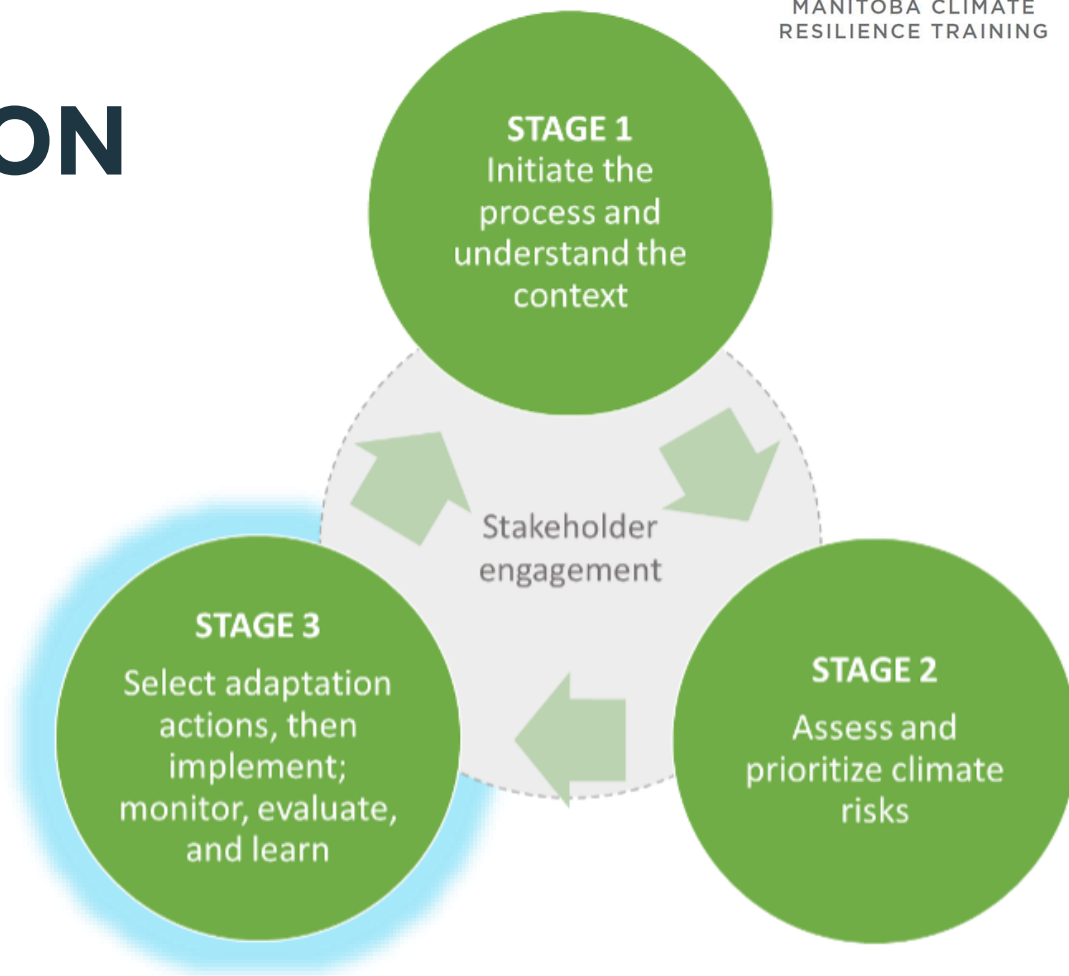 MANITOBA CLIMATE
RESILIENCE TRAINING
ON
STAGE 1
Initiate the
process and
understand the
context
Stakeholder
engagement
STAGE 3
Select adaptation
actions, then
implement;
monitor, evaluate,
and learn
STAGE 2
Assess and
prioritize climate
risks